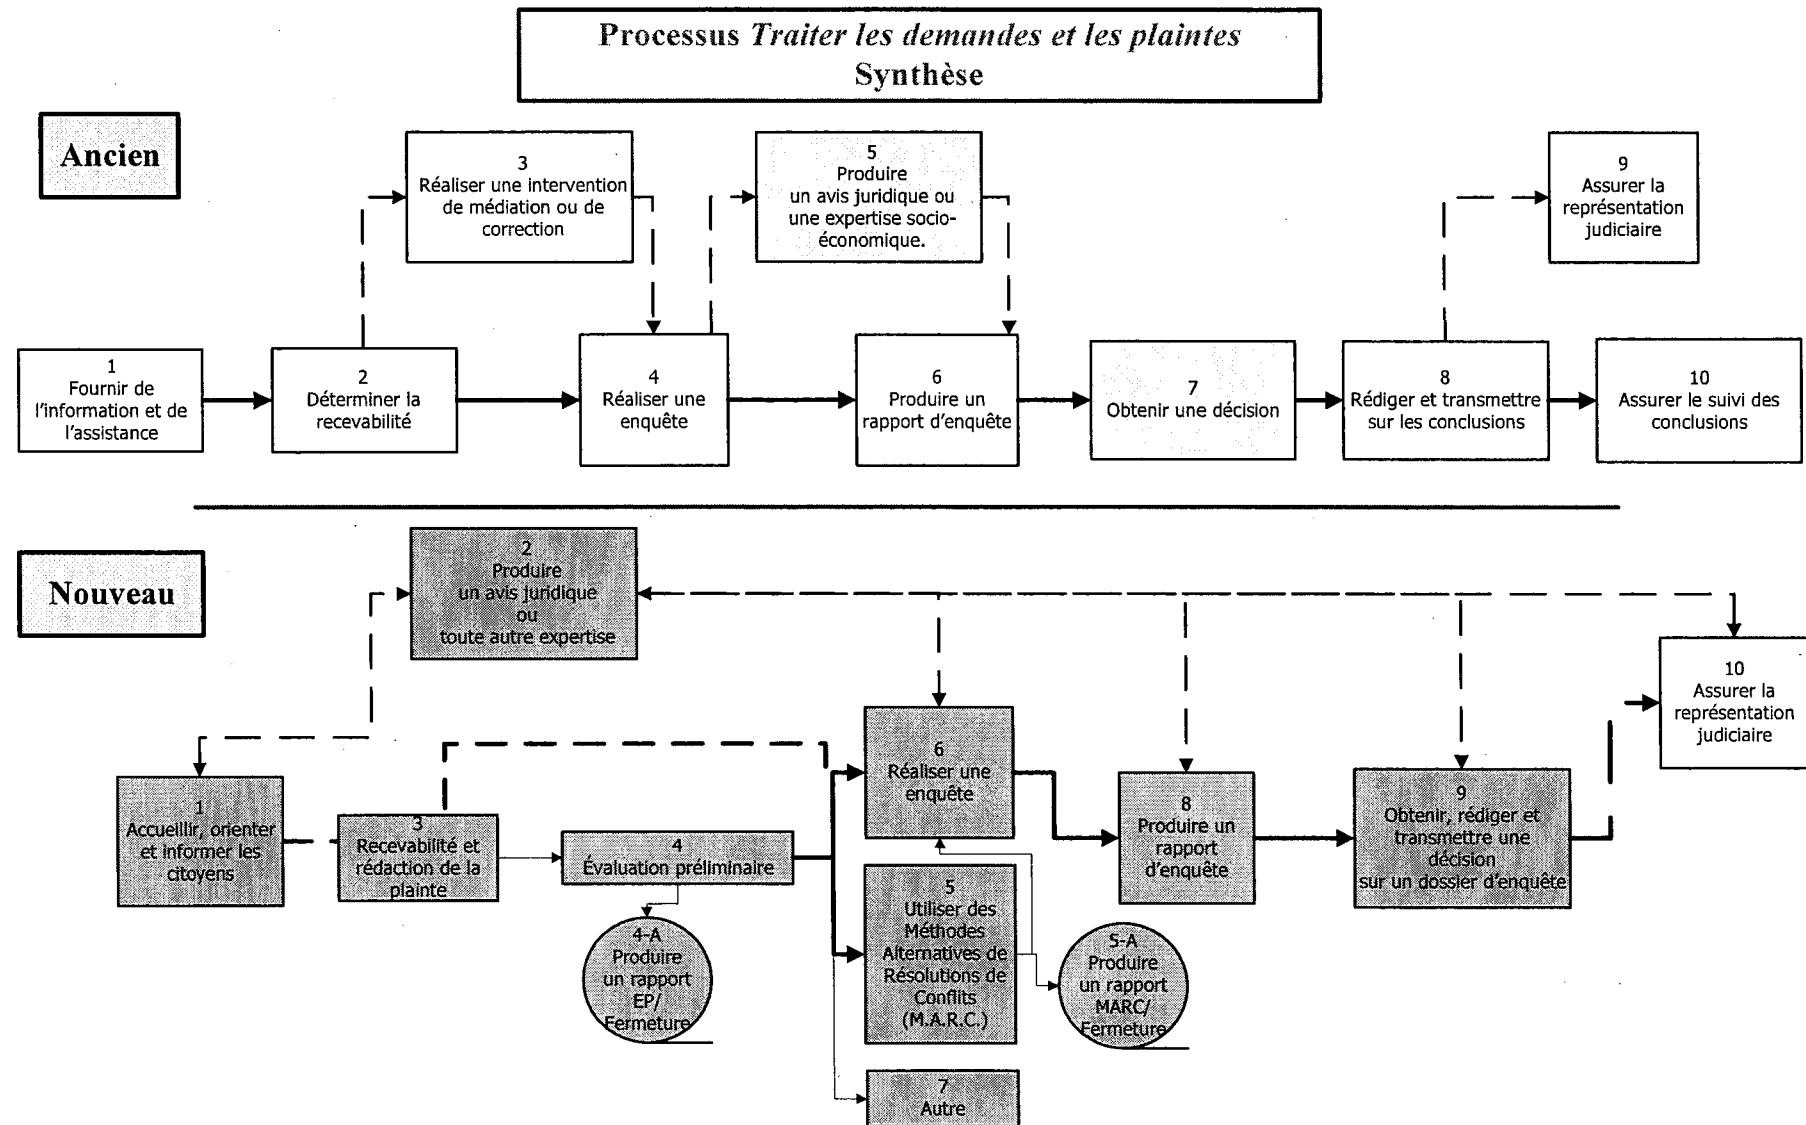 Processus Traiter les demandes et les plaintes
Synthèse
Ancien
3
Réaliser une intervention
de médiation ou de
correction
5
Produire
un avis juridique ou
une expertise socio-
économique.
9
Assurer la
représentation
judiciaire
1
Fournir de
l'information et de
l'assistance
2
Déterminer la
recevabilité
4
Réaliser une
enquête
6
Produire un
rapport d'enquête
7
Obtenir une décision
8
Rédiger et transmettre
sur les conclusions
10
Assurer le suivi des
conclusions
Nouveau
2
Produire
un avis juridique
ou
toute autre expertise
10
Assurer la
représentation
judiciaire
1
Accueillir, orienter
et informer les
citoyens
3
Recevabilité et
rédaction de la
plainte
4
Évaluation préliminaire
4-A
Produire
un rapport
EP/
Fermeture
6
Réaliser une
enquête
5
Utiliser des
Méthodes
Alternatives de
Résolutions de
Conflits
(M.A.R.C.)
5-A
Produire
un rapport
MARC/
Fermeture
7
Autre
8
Produire un
rapport
d'enquête
9
Obtenir, rédiger et
transmettre une
décision
sur un dossier d'enquête